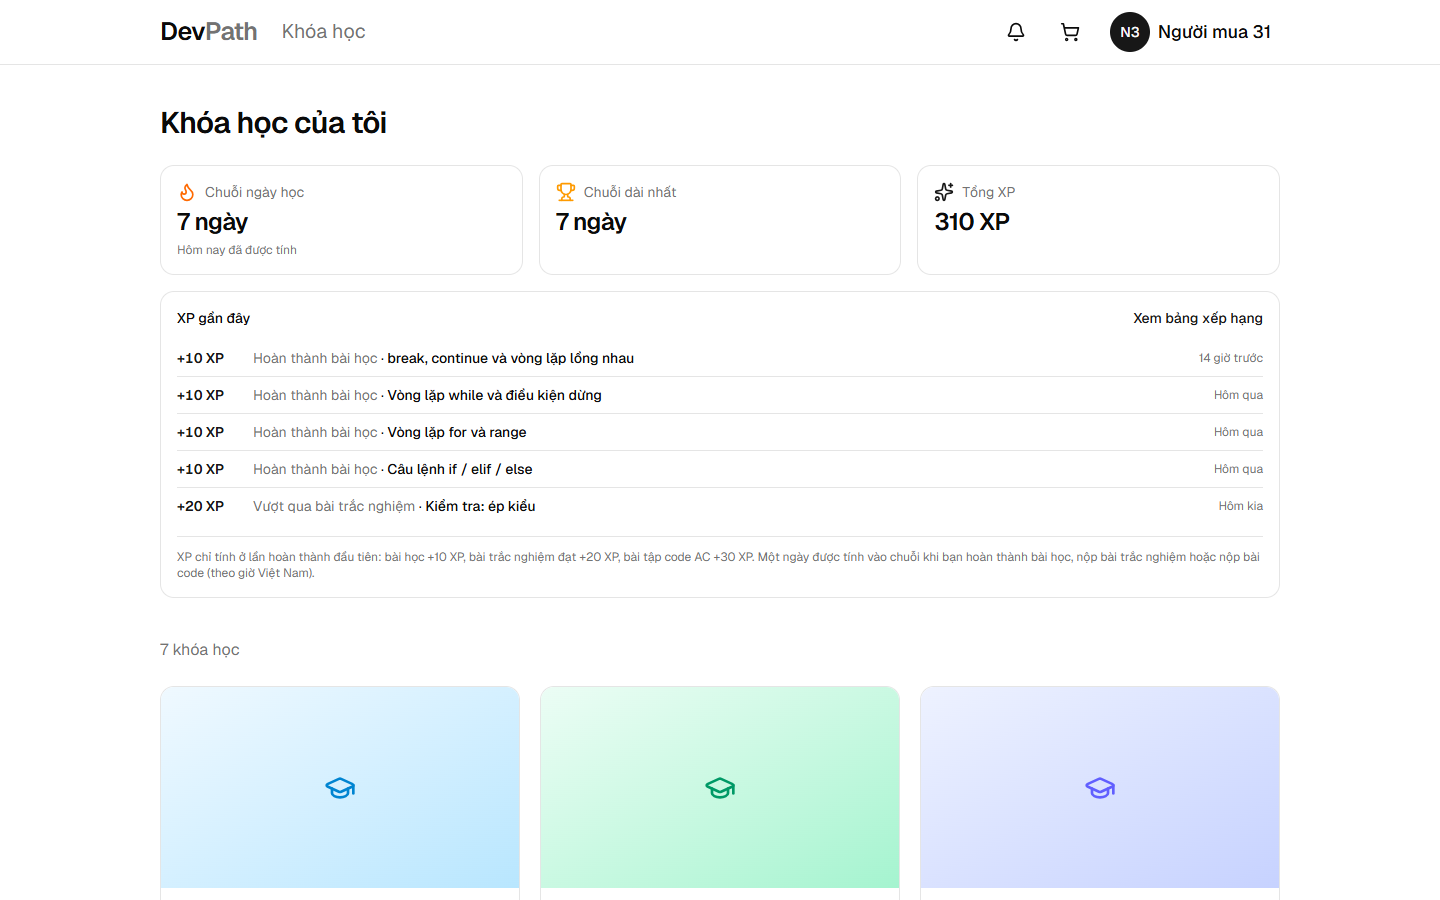 DevPath Khóa học N3 Người mua 31
Khóa học của tôi
Chuỗi ngày học
7 ngày
Hôm nay đã được tính
Chuỗi dài nhất
7 ngày
Tổng XP
310 XP
XP gần đây Xem bảng xếp hạng
+10 XP Hoàn thành bài học · break, continue và vòng lặp lồng nhau 14 giờ trước
+10 XP Hoàn thành bài học · Vòng lặp while và điều kiện dừng Hôm qua
+10 XP Hoàn thành bài học · Vòng lặp for và range Hôm qua
+10 XP Hoàn thành bài học · Câu lệnh if / elif / else Hôm qua
+20 XP Vượt qua bài trắc nghiệm · Kiểm tra: ép kiểu Hôm kia
XP chỉ tính ở lần hoàn thành đầu tiên: bài học +10 XP, bài trắc nghiệm đạt +20 XP, bài tập code AC +30 XP. Một ngày được tính vào chuỗi khi bạn hoàn thành bài học, nộp bài trắc nghiệm hoặc nộp bài
code (theo giờ Việt Nam).
7 khóa học